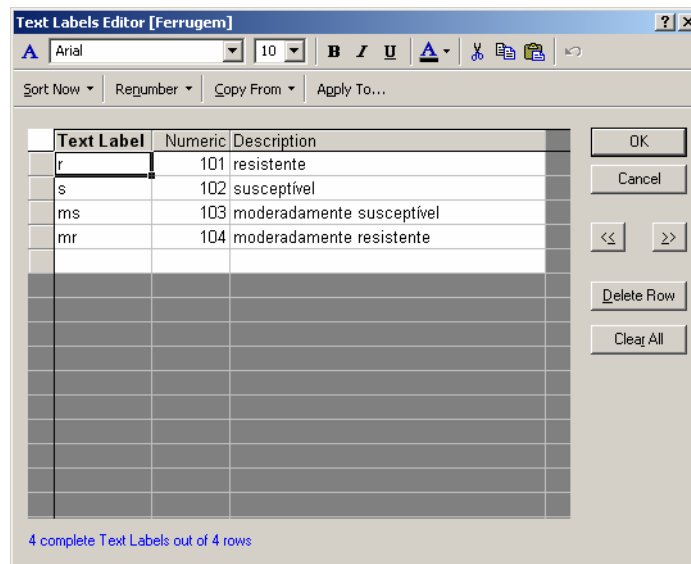 Text Labels Editor [Ferrugem]
A Arial 10 B I U A
Sort Now Renumber Copy From Apply To...
Text Label Numeric Description
r 101 resistente
s 102 susceptível
ms 103 moderadamente susceptível
mr 104 moderadamente resistente
OK
Cancel
<< >>
Delete Row
Clear All
4 complete Text Labels out of 4 rows